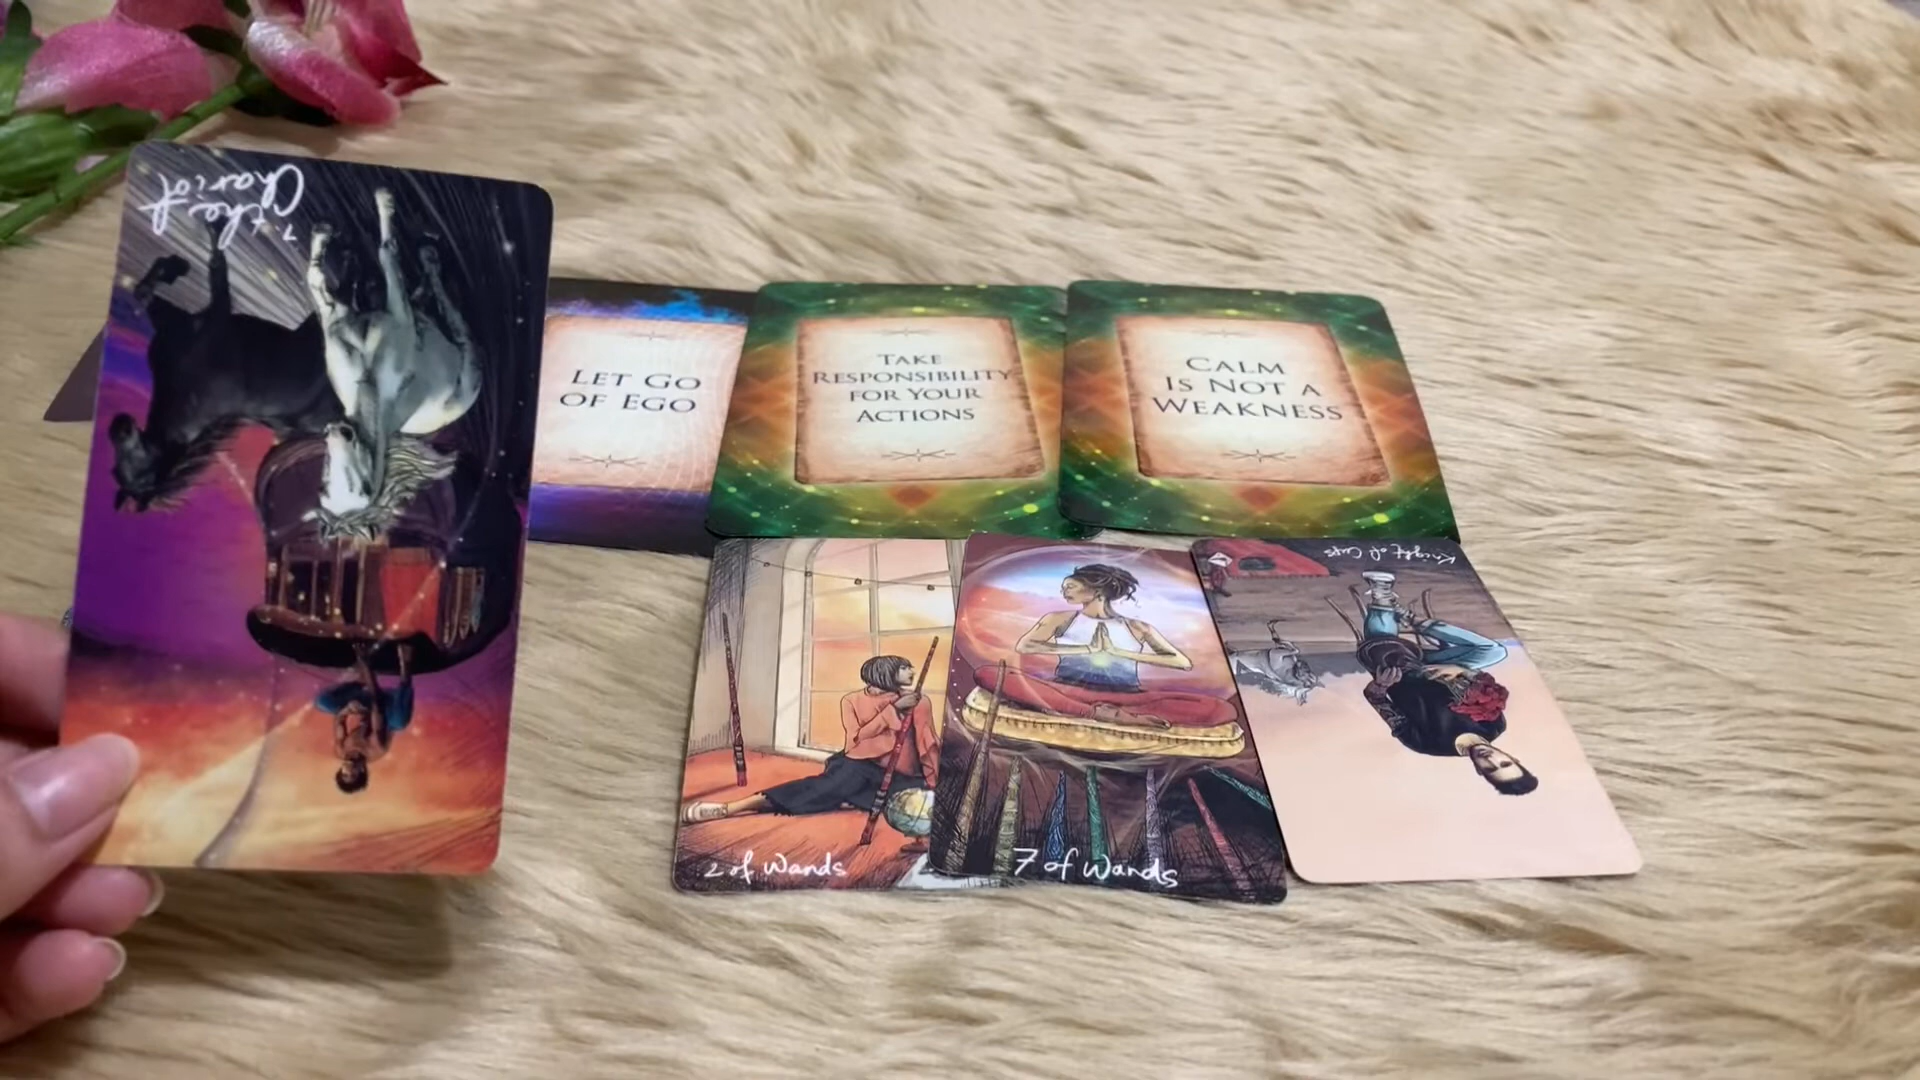 7. the
Chariot
LET GO
OF EGO
TAKE
RESPONSIBILITY
FOR YOUR
ACTIONS
CALM
IS NOT A
WEAKNESS
Knight of Cups
2 of Wands
7 of Wands